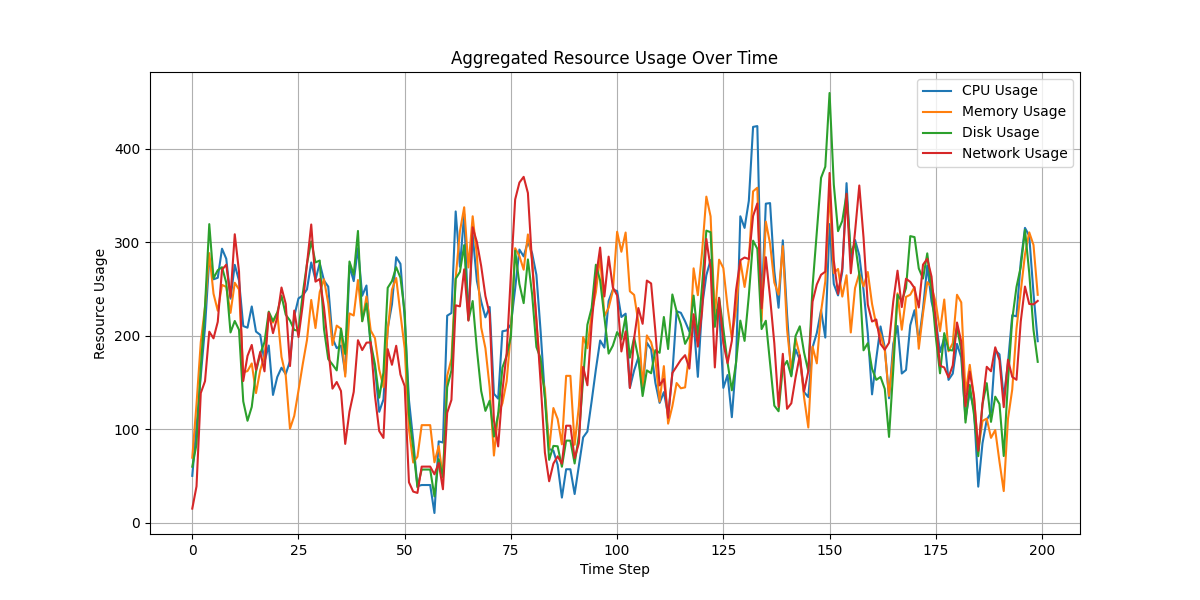 Aggregated Resource Usage Over Time
CPU Usage
Memory Usage
Disk Usage
Network Usage
Resource Usage
400
300
200
100
0
0 25 50 75 100 125 150 175 200
Time Step